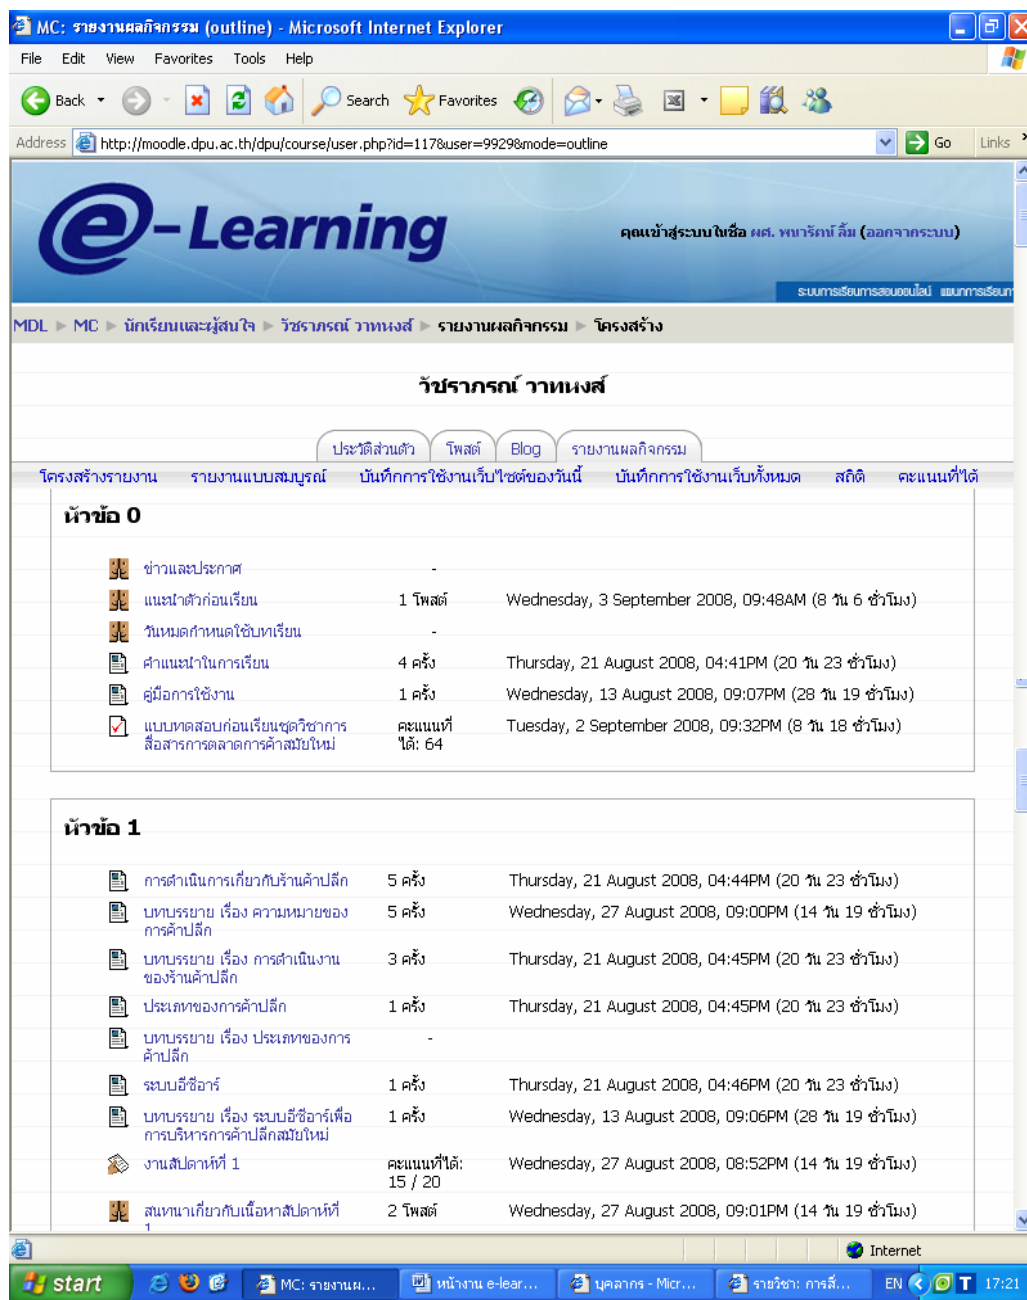 MC: รายงานผลกิจกรรม (outline) - Microsoft Internet Explorer
File Edit View Favorites Tools Help
Back Search Favorites
Address http://moodle.dpu.ac.th/dpu/course/user.php?id=117&user=9929&mode=outline Go Links
e-Learning
คุณเข้าสู่ระบบในชื่อ ผศ. พนารัตน์ ลิ้ม (ออกจากระบบ)
ระบบการเรียนการสอนออนไลน์
MDL ► MC ► นักเรียนและผู้สนใจ ► วัชราภรณ์ วาทหงส์ ► รายงานผลกิจกรรม ► โครงสร้าง
วัชราภรณ์ วาทหงส์
ประวัติส่วนตัว โพสต์ Blog รายงานผลกิจกรรม
โครงสร้างรายงาน รายงานแบบสมบูรณ์ บันทึกการใช้งานเว็บไซต์ของวันนี้ บันทึกการใช้งานเว็บทั้งหมด สถิติ คะแนนที่ได้
หัวข้อ 0
ข่าวและประกาศ -
แนะนำตัวก่อนเรียน 1 โพสต์ Wednesday, 3 September 2008, 09:48AM (8 วัน 6 ชั่วโมง)
วันหมดกำหนดใช้บทเรียน -
คำแนะนำในการเรียน 4 ครั้ง Thursday, 21 August 2008, 04:41PM (20 วัน 23 ชั่วโมง)
คู่มือการใช้งาน 1 ครั้ง Wednesday, 13 August 2008, 09:07PM (28 วัน 19 ชั่วโมง)
แบบทดสอบก่อนเรียนชุดวิชาการ คะแนนที่ Tuesday, 2 September 2008, 09:32PM (8 วัน 18 ชั่วโมง)
สื่อสารการตลาดการค้าสมัยใหม่ ได้: 64
หัวข้อ 1
การดำเนินการเกี่ยวกับร้านค้าปลีก 5 ครั้ง Thursday, 21 August 2008, 04:44PM (20 วัน 23 ชั่วโมง)
บทบรรยาย เรื่อง ความหมายของ 5 ครั้ง Wednesday, 27 August 2008, 09:00PM (14 วัน 19 ชั่วโมง)
การค้าปลีก
บทบรรยาย เรื่อง การดำเนินงาน 3 ครั้ง Thursday, 21 August 2008, 04:45PM (20 วัน 23 ชั่วโมง)
ของร้านค้าปลีก
ประเภทของการค้าปลีก 1 ครั้ง Thursday, 21 August 2008, 04:45PM (20 วัน 23 ชั่วโมง)
บทบรรยาย เรื่อง ประเภทของการ -
ค้าปลีก
ระบบอีซีอาร์ 1 ครั้ง Thursday, 21 August 2008, 04:46PM (20 วัน 23 ชั่วโมง)
บทบรรยาย เรื่อง ระบบอีซีอาร์เพื่อ 1 ครั้ง Wednesday, 13 August 2008, 09:06PM (28 วัน 19 ชั่วโมง)
การบริหารการค้าปลีกสมัยใหม่
งานสัปดาห์ที่ 1 คะแนนที่ได้: Wednesday, 27 August 2008, 08:52PM (14 วัน 19 ชั่วโมง)
15 / 20
สนทนาเกี่ยวกับเนื้อหาสัปดาห์ที่ 2 โพสต์ Wednesday, 27 August 2008, 09:01PM (14 วัน 19 ชั่วโมง)
1
Internet
start MC: รายงานผ... หน้างาน e-lear... บุคลากร - Micr... รายวิชา: การสื่... EN T 17:21